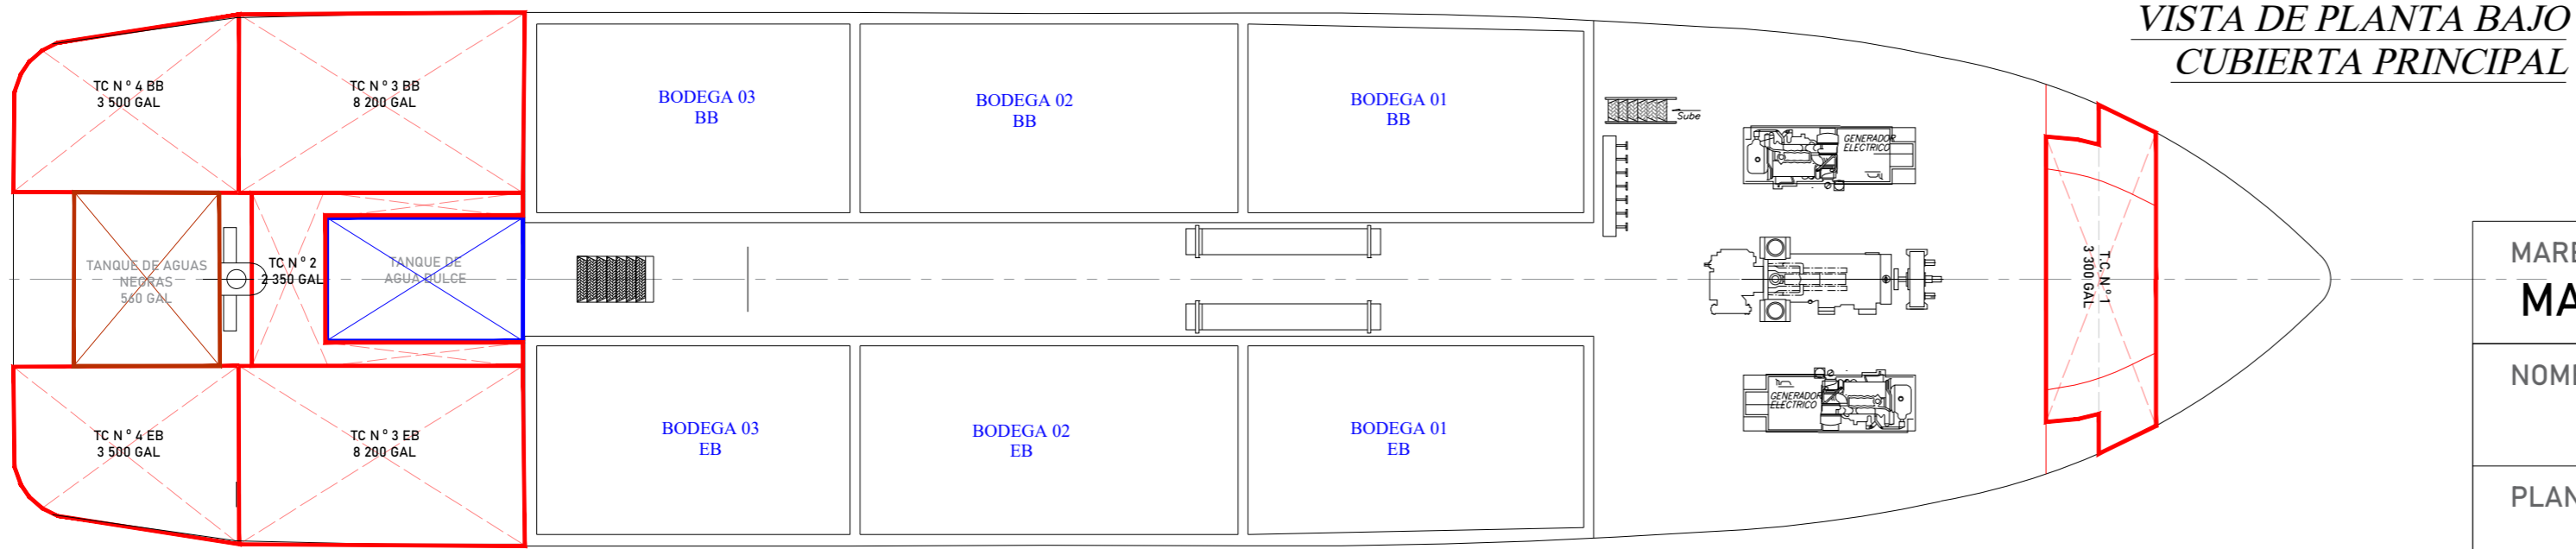 VISTA DE PLANTA BAJO
CUBIERTA PRINCIPAL
TC N º 4 BB
3 500 GAL
TC N º 3 BB
8 200 GAL
BODEGA 03
BB
BODEGA 02
BB
BODEGA 01
BB
Sube
GENERADOR
ELECTRICO
TANQUE DE AGUAS
NEGRAS
550 GAL
TC N º 2
2 350 GAL
TANQUE DE
AGUA DULCE
T.C. N º 1
3 300 GAL
TC N º 4 EB
3 500 GAL
TC N º 3 EB
8 200 GAL
BODEGA 03
EB
BODEGA 02
EB
BODEGA 01
EB
GENERADOR
ELECTRICO
MARE
MA
NOM
PLAN